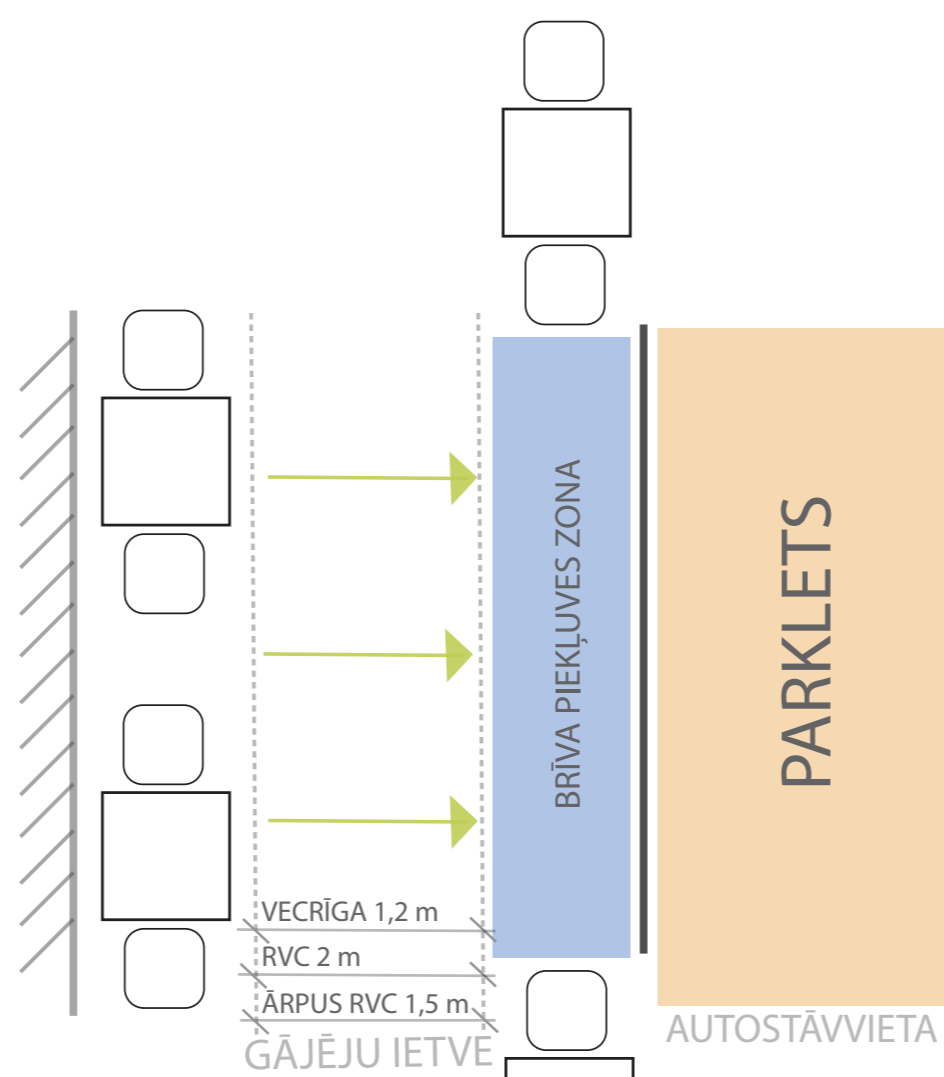 BRĪVA PIEKĻUVES ZONA
PARKLETS
VECRĪGA 1,2 m
RVC 2 m
ĀRPUS RVC 1,5 m
GĀJĒJU IETVE
AUTOSTĀVVIETA